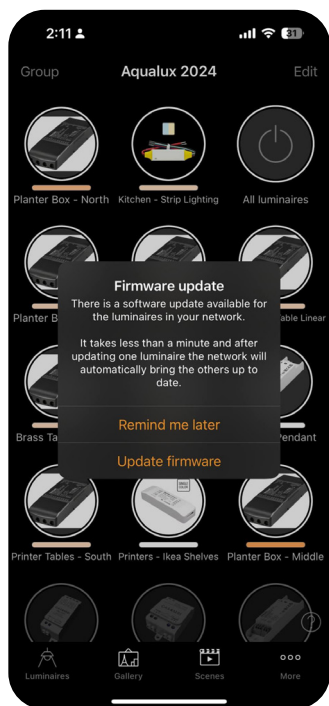 2:11
31
Group
Aqualux 2024
Edit
Planter Box - North
Kitchen - Strip Lighting
All luminaires
Firmware update
There is a software update available for
the luminaires in your network.
It takes less than a minute and after
updating one luminaire the network will
automatically bring the others up to
date.
Remind me later
Update firmware
Planter B
able Linear
Brass Ta
Pendant
Printer Tables - South
Printers - Ikea Shelves
Planter Box - Middle
?
Luminaires
Gallery
Scenes
More